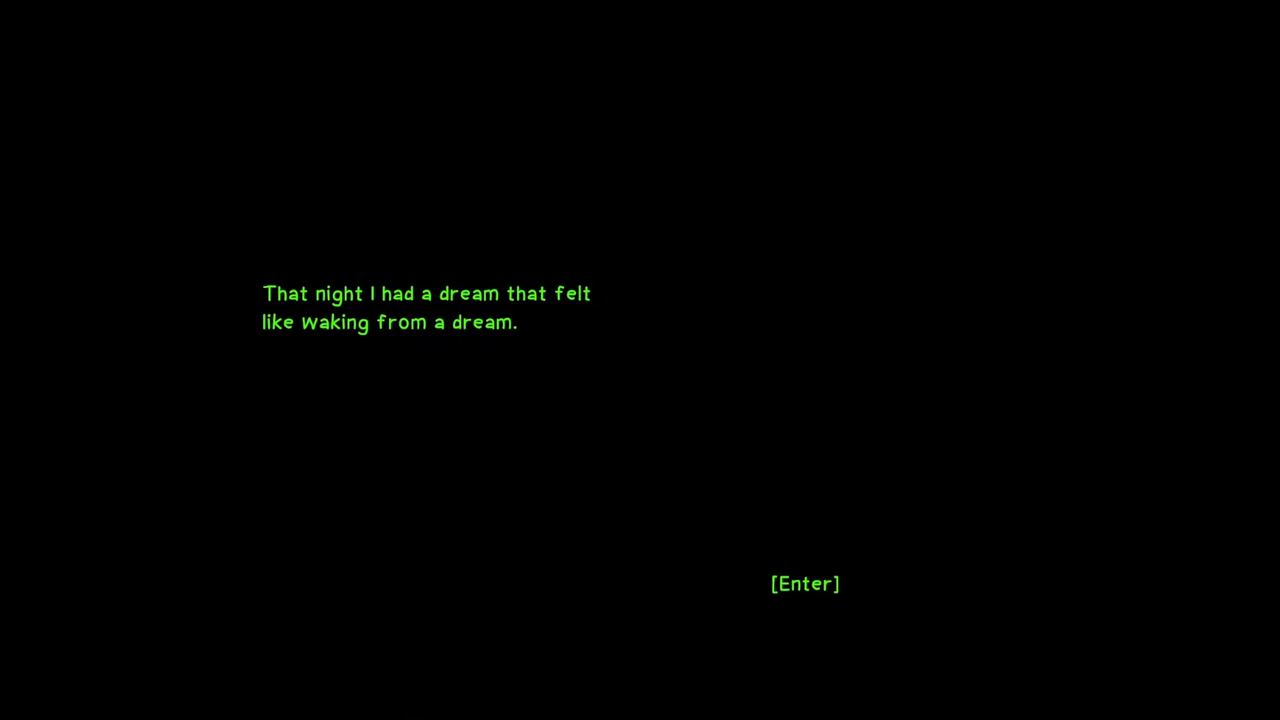 That night I had a dream that felt
like waking from a dream.
[Enter]